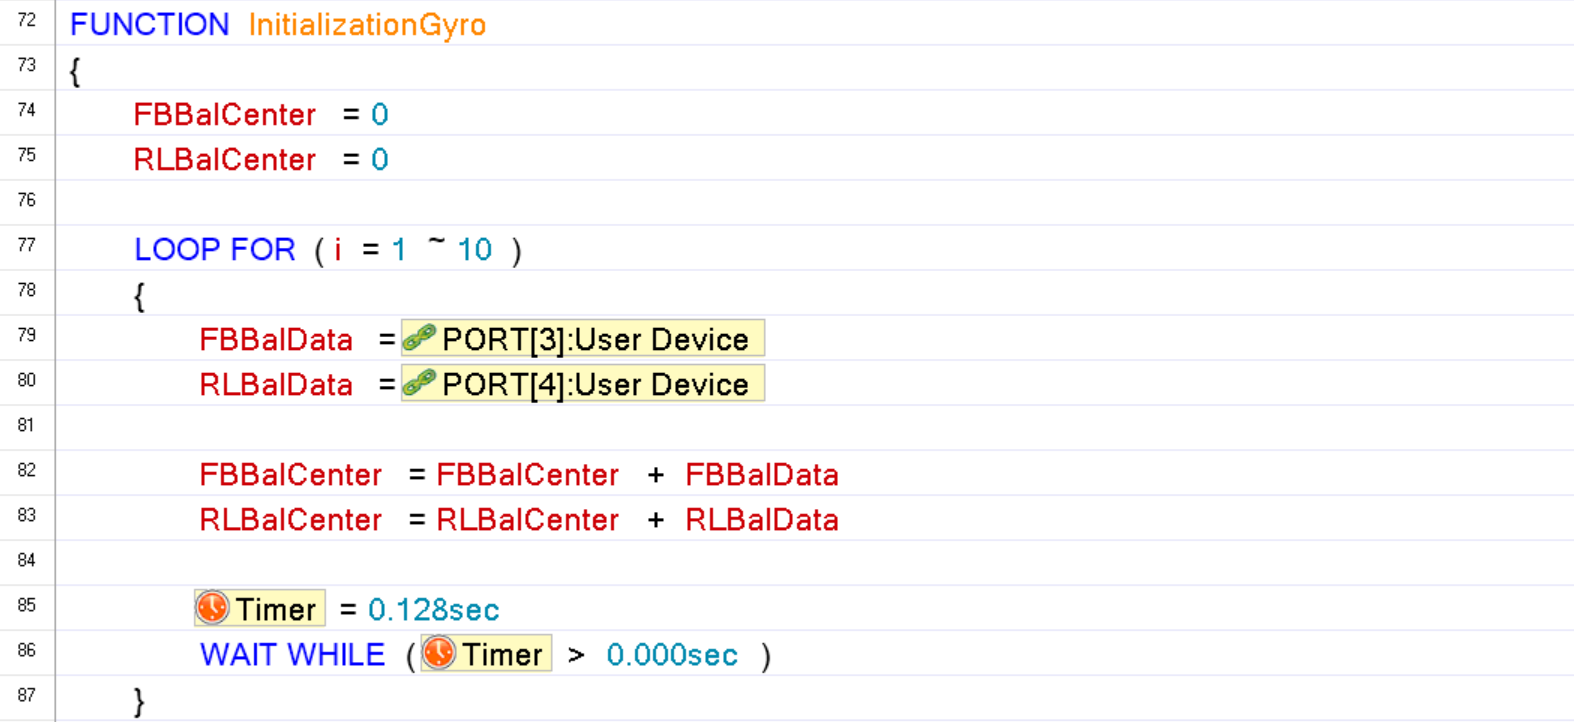 72 FUNCTION InitializationGyro
73 {
74 FBBalCenter = 0
75 RLBalCenter = 0
76
77 LOOP FOR ( i = 1 ~ 10 )
78 {
79 FBBalData = PORT[3]:User Device
80 RLBalData = PORT[4]:User Device
81
82 FBBalCenter = FBBalCenter + FBBalData
83 RLBalCenter = RLBalCenter + RLBalData
84
85 Timer = 0.128sec
86 WAIT WHILE ( Timer > 0.000sec )
87 }